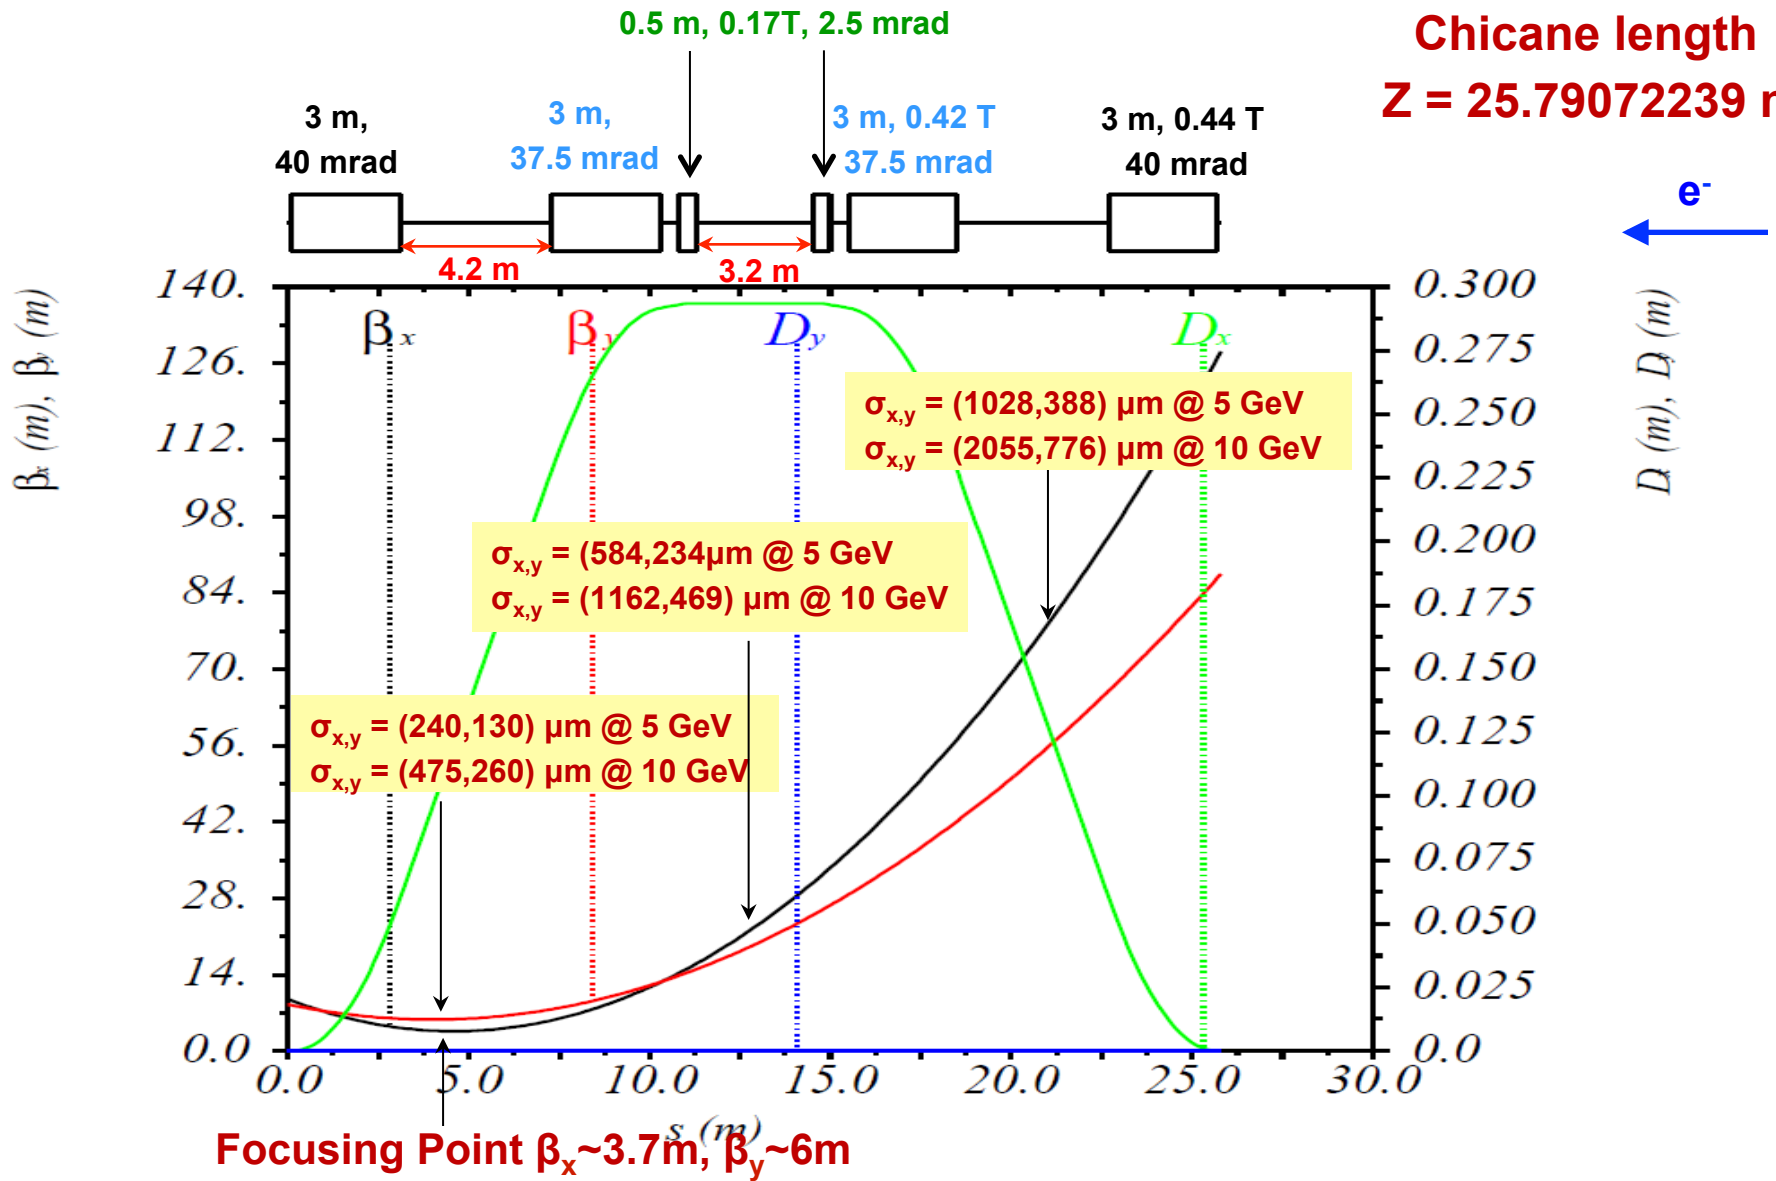 0.5 m, 0.17T, 2.5 mrad
Chicane length
Z = 25.79072239 m
3 m,
40 mrad
3 m,
37.5 mrad
3 m, 0.42 T
37.5 mrad
3 m, 0.44 T
40 mrad
e-
4.2 m
3.2 m
βx (m), βy (m)
140.
126.
112.
98.
84.
70.
56.
42.
28.
14.
0.0
βx
βy
Dy
Dx
σx,y = (1028,388) µm @ 5 GeV
σx,y = (2055,776) µm @ 10 GeV
σx,y = (584,234µm @ 5 GeV
σx,y = (1162,469) µm @ 10 GeV
σx,y = (240,130) µm @ 5 GeV
σx,y = (475,260) µm @ 10 GeV
0.300
0.275
0.250
0.225
0.200
0.175
0.150
0.125
0.100
0.075
0.050
0.025
0.0
Dx (m), Dy (m)
0.0 5.0 10.0 15.0 20.0 25.0 30.0
s (m)
Focusing Point βx~3.7m, βy~6m